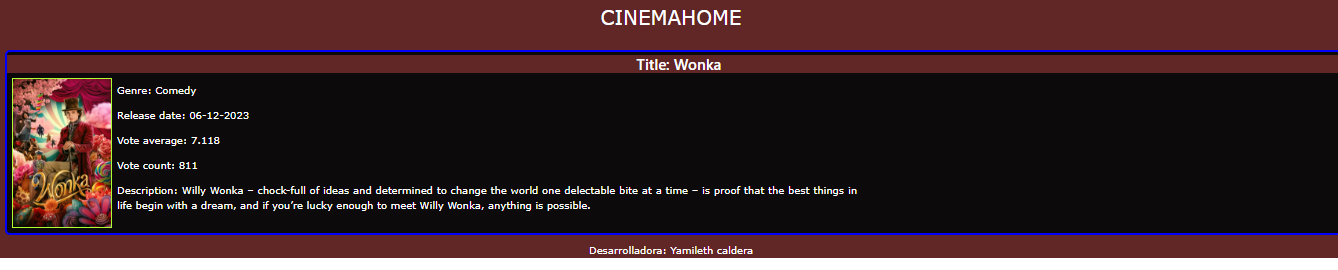 CINEMAHOME
Title: Wonka
Genre: Comedy
Release date: 06-12-2023
Vote average: 7.118
Vote count: 811
Description: Willy Wonka – chock-full of ideas and determined to change the world one delectable bite at a time – is proof that the best things in
life begin with a dream, and if you’re lucky enough to meet Willy Wonka, anything is possible.
Wonka
Desarrolladora: Yamileth caldera